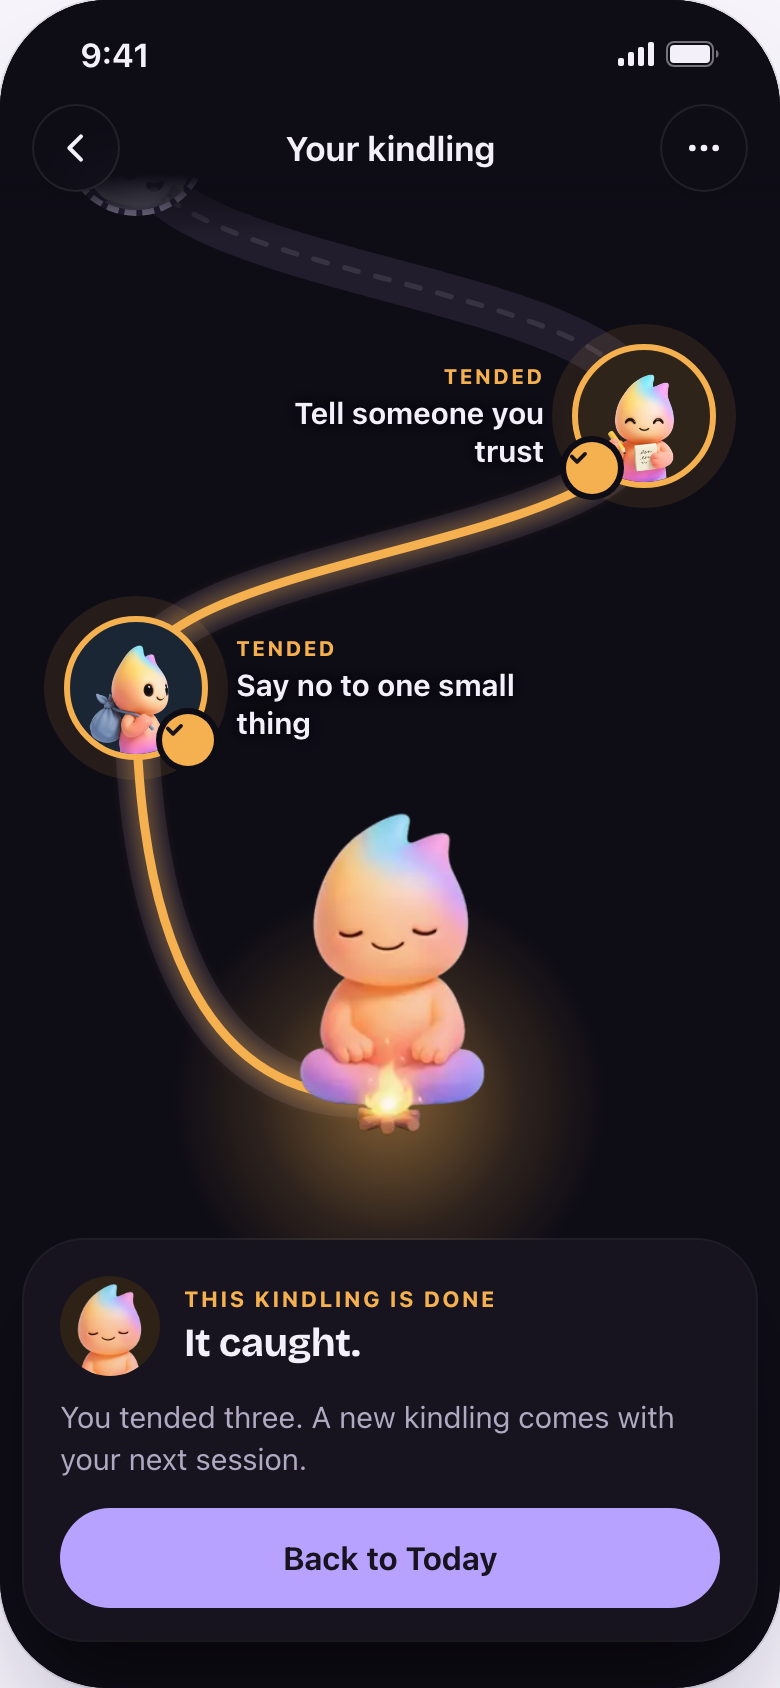 9:41
Your kindling
TENDED
Tell someone you
trust
TENDED
Say no to one small
thing
THIS KINDLING IS DONE
It caught.
You tended three. A new kindling comes with
your next session.
Back to Today